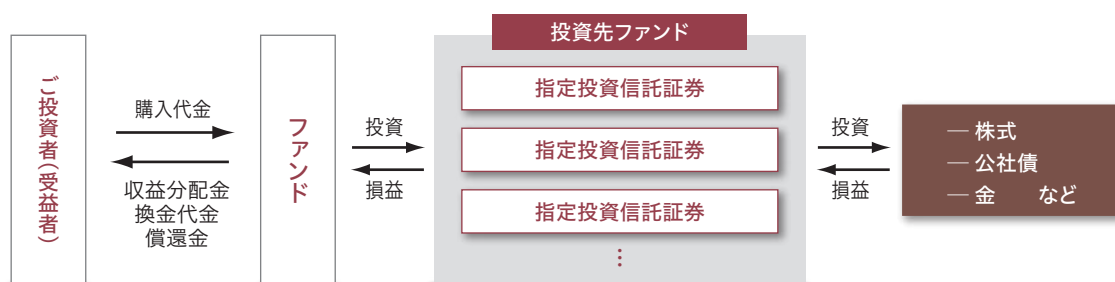 ご投資者(受益者)
購入代金
収益分配金
換金代金
償還金
ファンド
投資
損益
投資先ファンド
指定投資信託証券
指定投資信託証券
指定投資信託証券
⋮
投資
損益
― 株式
― 公社債
― 金 など